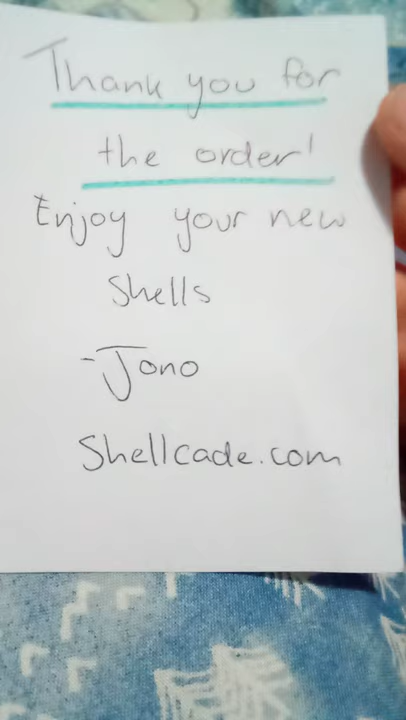 Thank you for
the order!
Enjoy your new
Shells
-Jono
Shellcade.com